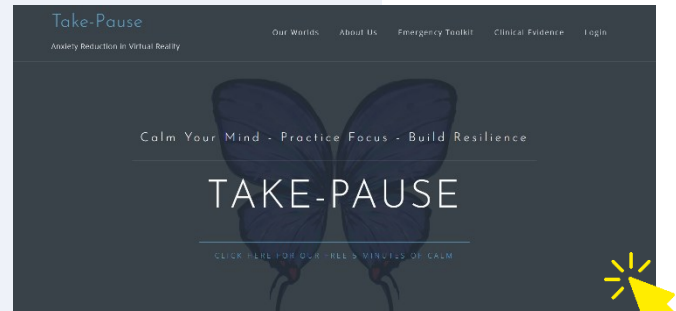 Take-Pause
Anxiety Reduction in Virtual Reality
Our Worlds About Us Emergency Toolkit Clinical Evidence Login
Calm Your Mind - Practice Focus - Build Resilience
TAKE-PAUSE
CLICK HERE FOR OUR FREE 5 MINUTES OF CALM